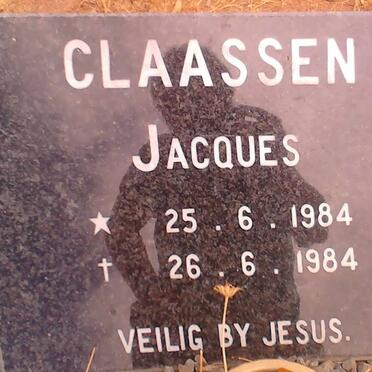 CLAASSEN
JACQUES
★ 25 . 6 . 1984
† 26 . 6 . 1984
VEILIG BY JESUS.